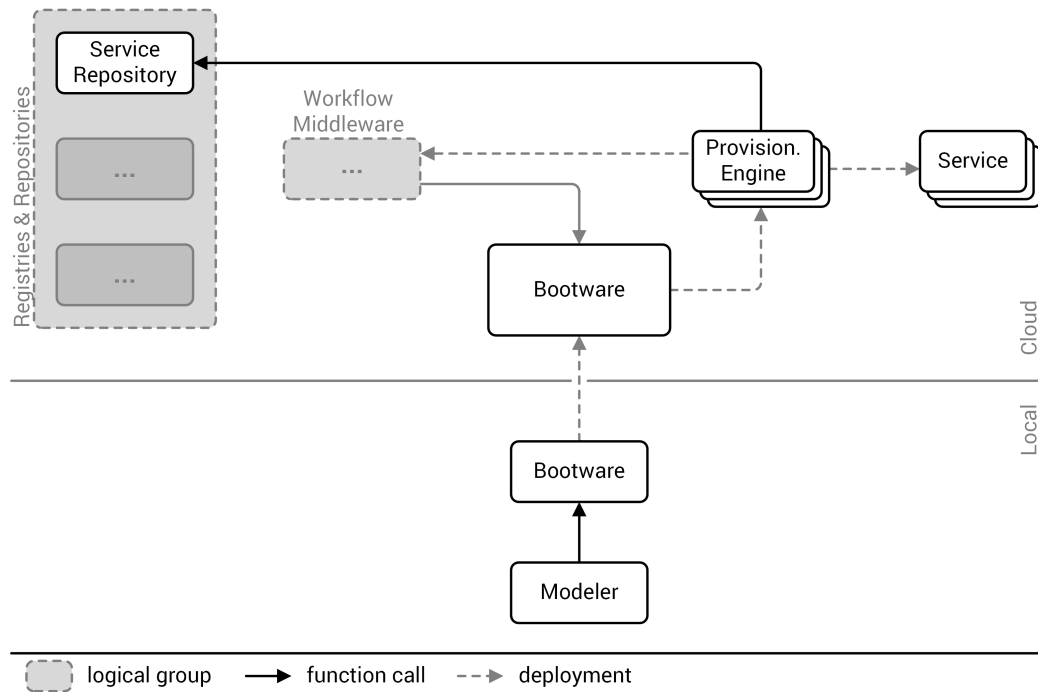 Service
Repository
Registries & Repositories
...
...
Workflow
Middleware
...
Provision.
Engine
Service
Bootware
Cloud
Local
Bootware
Modeler
logical group
function call
deployment